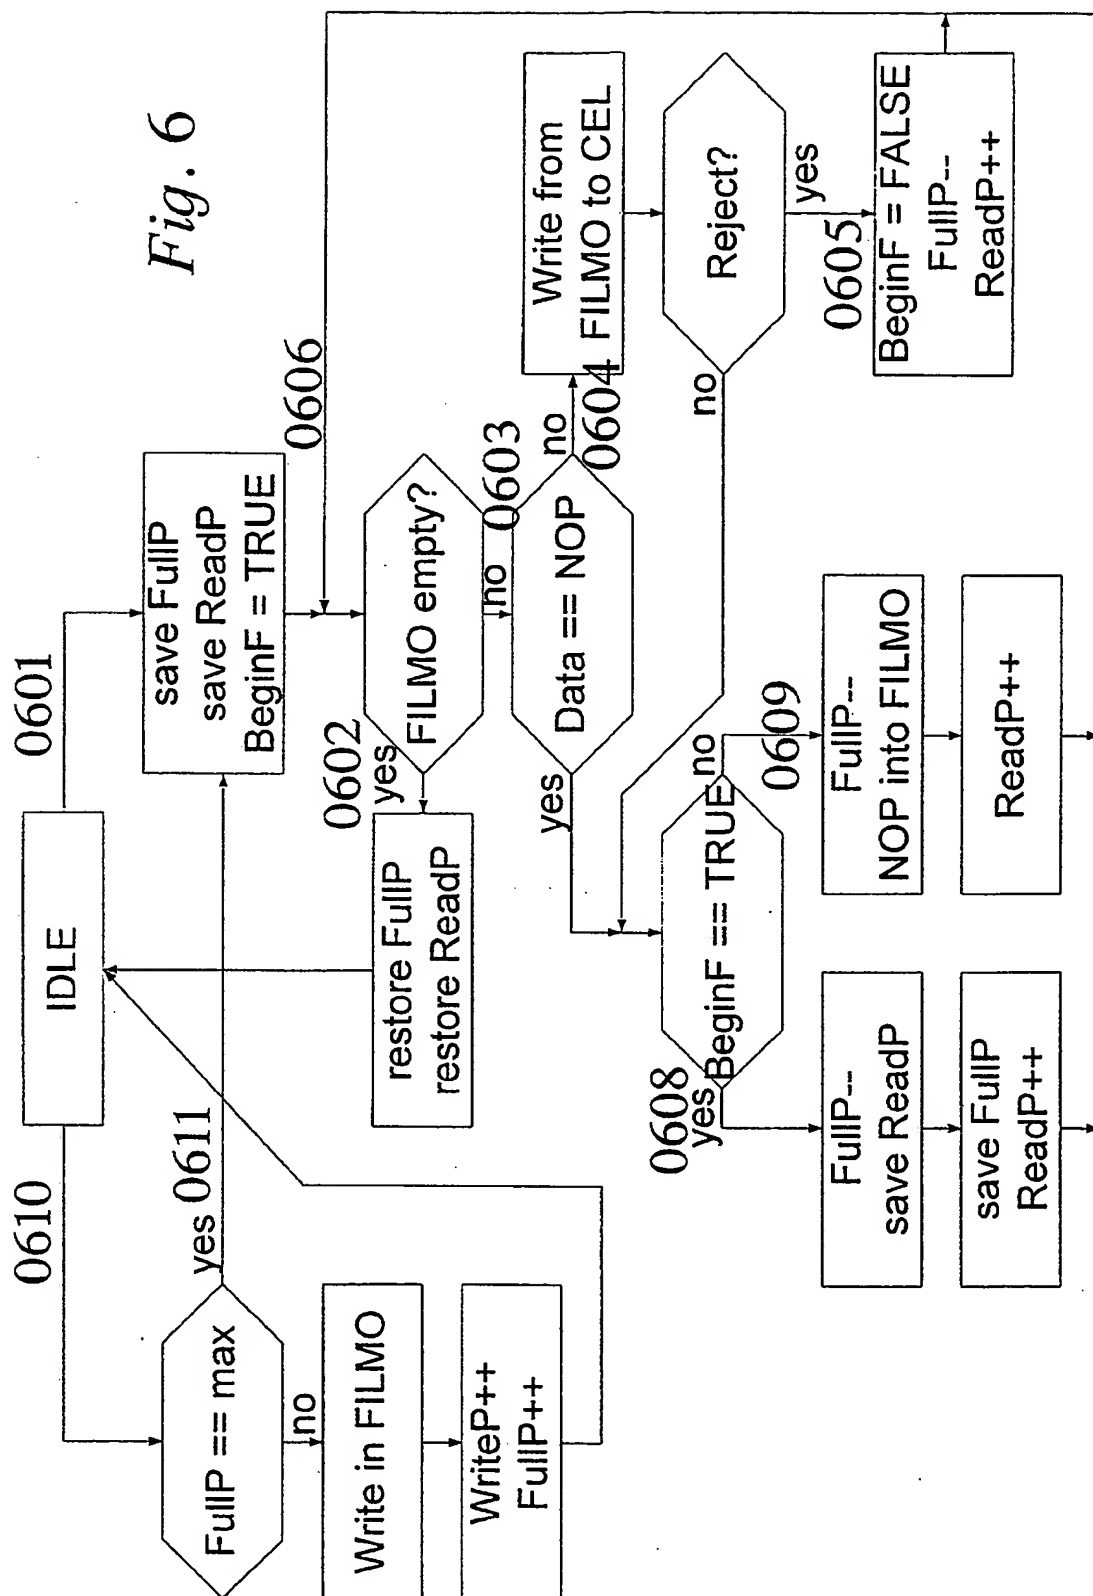 Fig. 6
IDLE
0610
0601
FullP == max
yes
0611
no
Write in FILMO
WriteP++
FullP++
save FullP
save ReadP
BeginF = TRUE
0606
FILMO empty?
0602
yes
restore FullP
restore ReadP
no
0603
Data == NOP
yes
no
0604
Write from
FILMO to CEL
Reject?
no
yes
0605
BeginF = FALSE
FullP--
ReadP++
BeginF == TRUE
0608
yes
no
0609
FullP--
save ReadP
save FullP
ReadP++
FullP--
NOP into FILMO
ReadP++